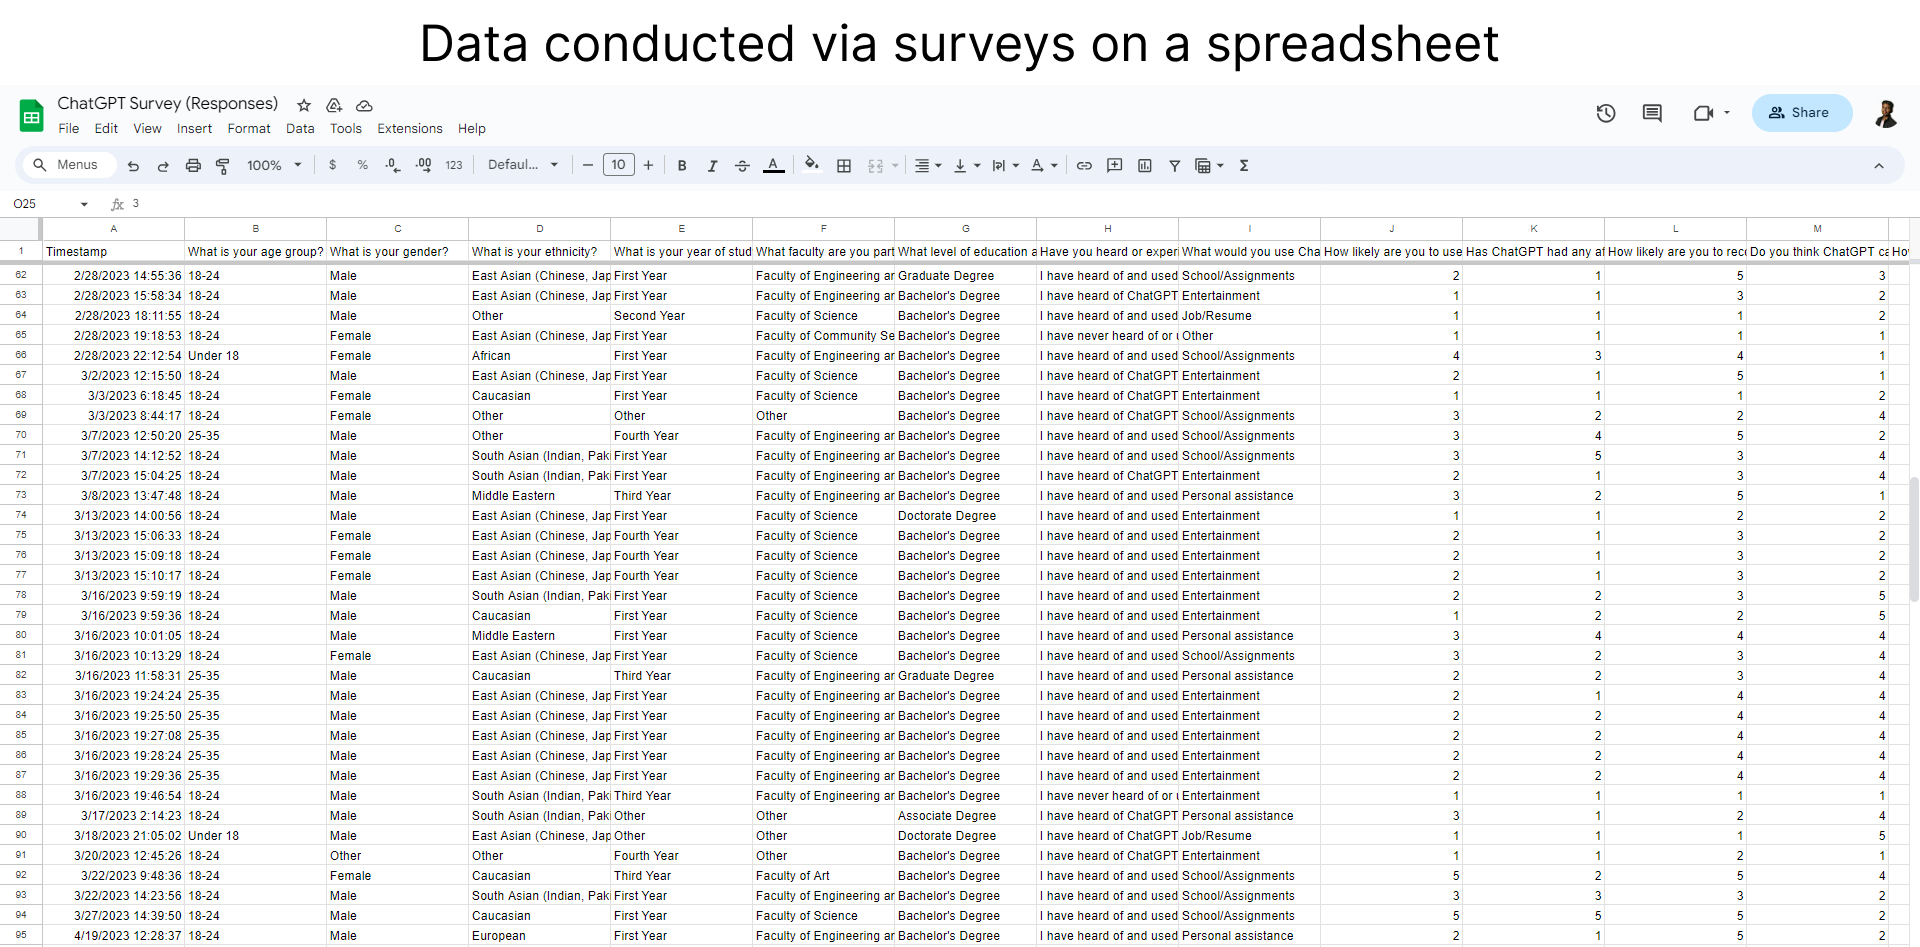 Data conducted via surveys on a spreadsheet
ChatGPT Survey (Responses)
File Edit View Insert Format Data Tools Extensions Help
Share
Menus 100% $ % .0 .00 123 Defaul... 10 B I A
O25 fx 3
A B C D E F G H I J K L M
1 Timestamp What is your age group? What is your gender? What is your ethnicity? What is your year of stud What faculty are you part What level of education a Have you heard or exper What would you use Cha How likely are you to use Has ChatGPT had any af How likely are you to reco Do you think ChatGPT ca How
62 2/28/2023 14:55:36 18-24 Male East Asian (Chinese, Jap First Year Faculty of Engineering ar Graduate Degree I have heard of and used School/Assignments 2 1 5 3
63 2/28/2023 15:58:34 18-24 Male East Asian (Chinese, Jap First Year Faculty of Engineering ar Bachelor's Degree I have heard of ChatGPT Entertainment 1 1 3 2
64 2/28/2023 18:11:55 18-24 Male Other Second Year Faculty of Science Bachelor's Degree I have heard of and used Job/Resume 1 1 1 2
65 2/28/2023 19:18:53 18-24 Female East Asian (Chinese, Jap First Year Faculty of Community Se Bachelor's Degree I have never heard of or u Other 1 1 1 1
66 2/28/2023 22:12:54 Under 18 Female African First Year Faculty of Engineering ar Bachelor's Degree I have heard of and used School/Assignments 4 3 4 1
67 3/2/2023 12:15:50 18-24 Male East Asian (Chinese, Jap First Year Faculty of Science Bachelor's Degree I have heard of ChatGPT Entertainment 2 1 5 1
68 3/3/2023 6:18:45 18-24 Female Caucasian First Year Faculty of Science Bachelor's Degree I have heard of ChatGPT Entertainment 1 1 1 2
69 3/3/2023 8:44:17 18-24 Female Other Other Other Bachelor's Degree I have heard of ChatGPT School/Assignments 3 2 2 4
70 3/7/2023 12:50:20 25-35 Male Other Fourth Year Faculty of Engineering ar Bachelor's Degree I have heard of and used School/Assignments 3 4 5 2
71 3/7/2023 14:12:52 18-24 Male South Asian (Indian, Paki First Year Faculty of Engineering ar Bachelor's Degree I have heard of and used School/Assignments 3 5 3 4
72 3/7/2023 15:04:25 18-24 Male South Asian (Indian, Paki First Year Faculty of Engineering ar Bachelor's Degree I have heard of ChatGPT Entertainment 2 1 3 4
73 3/8/2023 13:47:48 18-24 Male Middle Eastern Third Year Faculty of Engineering ar Bachelor's Degree I have heard of and used Personal assistance 3 2 5 1
74 3/13/2023 14:00:56 18-24 Male East Asian (Chinese, Jap First Year Faculty of Science Doctorate Degree I have heard of and used Entertainment 1 1 2 2
75 3/13/2023 15:06:33 18-24 Female East Asian (Chinese, Jap Fourth Year Faculty of Science Bachelor's Degree I have heard of and used Entertainment 2 1 3 2
76 3/13/2023 15:09:18 18-24 Female East Asian (Chinese, Jap Fourth Year Faculty of Science Bachelor's Degree I have heard of and used Entertainment 2 1 3 2
77 3/13/2023 15:10:17 18-24 Female East Asian (Chinese, Jap Fourth Year Faculty of Science Bachelor's Degree I have heard of and used Entertainment 2 1 3 2
78 3/16/2023 9:59:19 18-24 Male South Asian (Indian, Paki First Year Faculty of Science Bachelor's Degree I have heard of and used Entertainment 2 2 3 5
79 3/16/2023 9:59:36 18-24 Male Caucasian First Year Faculty of Science Bachelor's Degree I have heard of and used Entertainment 1 2 2 5
80 3/16/2023 10:01:05 18-24 Male Middle Eastern First Year Faculty of Science Bachelor's Degree I have heard of and used Personal assistance 3 4 4 4
81 3/16/2023 10:13:29 18-24 Female East Asian (Chinese, Jap First Year Faculty of Science Bachelor's Degree I have heard of and used School/Assignments 3 2 3 4
82 3/16/2023 11:58:31 25-35 Male Caucasian Third Year Faculty of Engineering ar Graduate Degree I have heard of and used Personal assistance 2 2 3 4
83 3/16/2023 19:24:24 25-35 Male East Asian (Chinese, Jap First Year Faculty of Engineering ar Bachelor's Degree I have heard of and used Entertainment 2 1 4 4
84 3/16/2023 19:25:50 25-35 Male East Asian (Chinese, Jap First Year Faculty of Engineering ar Bachelor's Degree I have heard of and used Entertainment 2 2 4 4
85 3/16/2023 19:27:08 25-35 Male East Asian (Chinese, Jap First Year Faculty of Engineering ar Bachelor's Degree I have heard of and used Entertainment 2 2 4 4
86 3/16/2023 19:28:24 25-35 Male East Asian (Chinese, Jap First Year Faculty of Engineering ar Bachelor's Degree I have heard of and used Entertainment 2 2 4 4
87 3/16/2023 19:29:36 25-35 Male East Asian (Chinese, Jap First Year Faculty of Engineering ar Bachelor's Degree I have heard of and used Entertainment 2 2 4 4
88 3/16/2023 19:46:54 18-24 Male South Asian (Indian, Paki Third Year Faculty of Engineering ar Bachelor's Degree I have never heard of or u Entertainment 1 1 1 1
89 3/17/2023 2:14:23 18-24 Male South Asian (Indian, Paki Other Other Associate Degree I have heard of ChatGPT Personal assistance 3 1 2 4
90 3/18/2023 21:05:02 Under 18 Male East Asian (Chinese, Jap Other Other Doctorate Degree I have heard of ChatGPT Job/Resume 1 1 1 5
91 3/20/2023 12:45:26 18-24 Other Other Fourth Year Other Bachelor's Degree I have heard of ChatGPT Entertainment 1 1 2 1
92 3/22/2023 9:48:36 18-24 Female Caucasian Third Year Faculty of Art Bachelor's Degree I have heard of and used School/Assignments 5 2 5 4
93 3/22/2023 14:23:56 18-24 Male South Asian (Indian, Paki First Year Faculty of Engineering ar Bachelor's Degree I have heard of and used School/Assignments 3 3 3 2
94 3/27/2023 14:39:50 18-24 Male Caucasian First Year Faculty of Science Bachelor's Degree I have heard of and used School/Assignments 5 5 5 2
95 4/19/2023 12:28:37 18-24 Male European First Year Faculty of Engineering ar Bachelor's Degree I have heard of and used Personal assistance 2 1 5 2